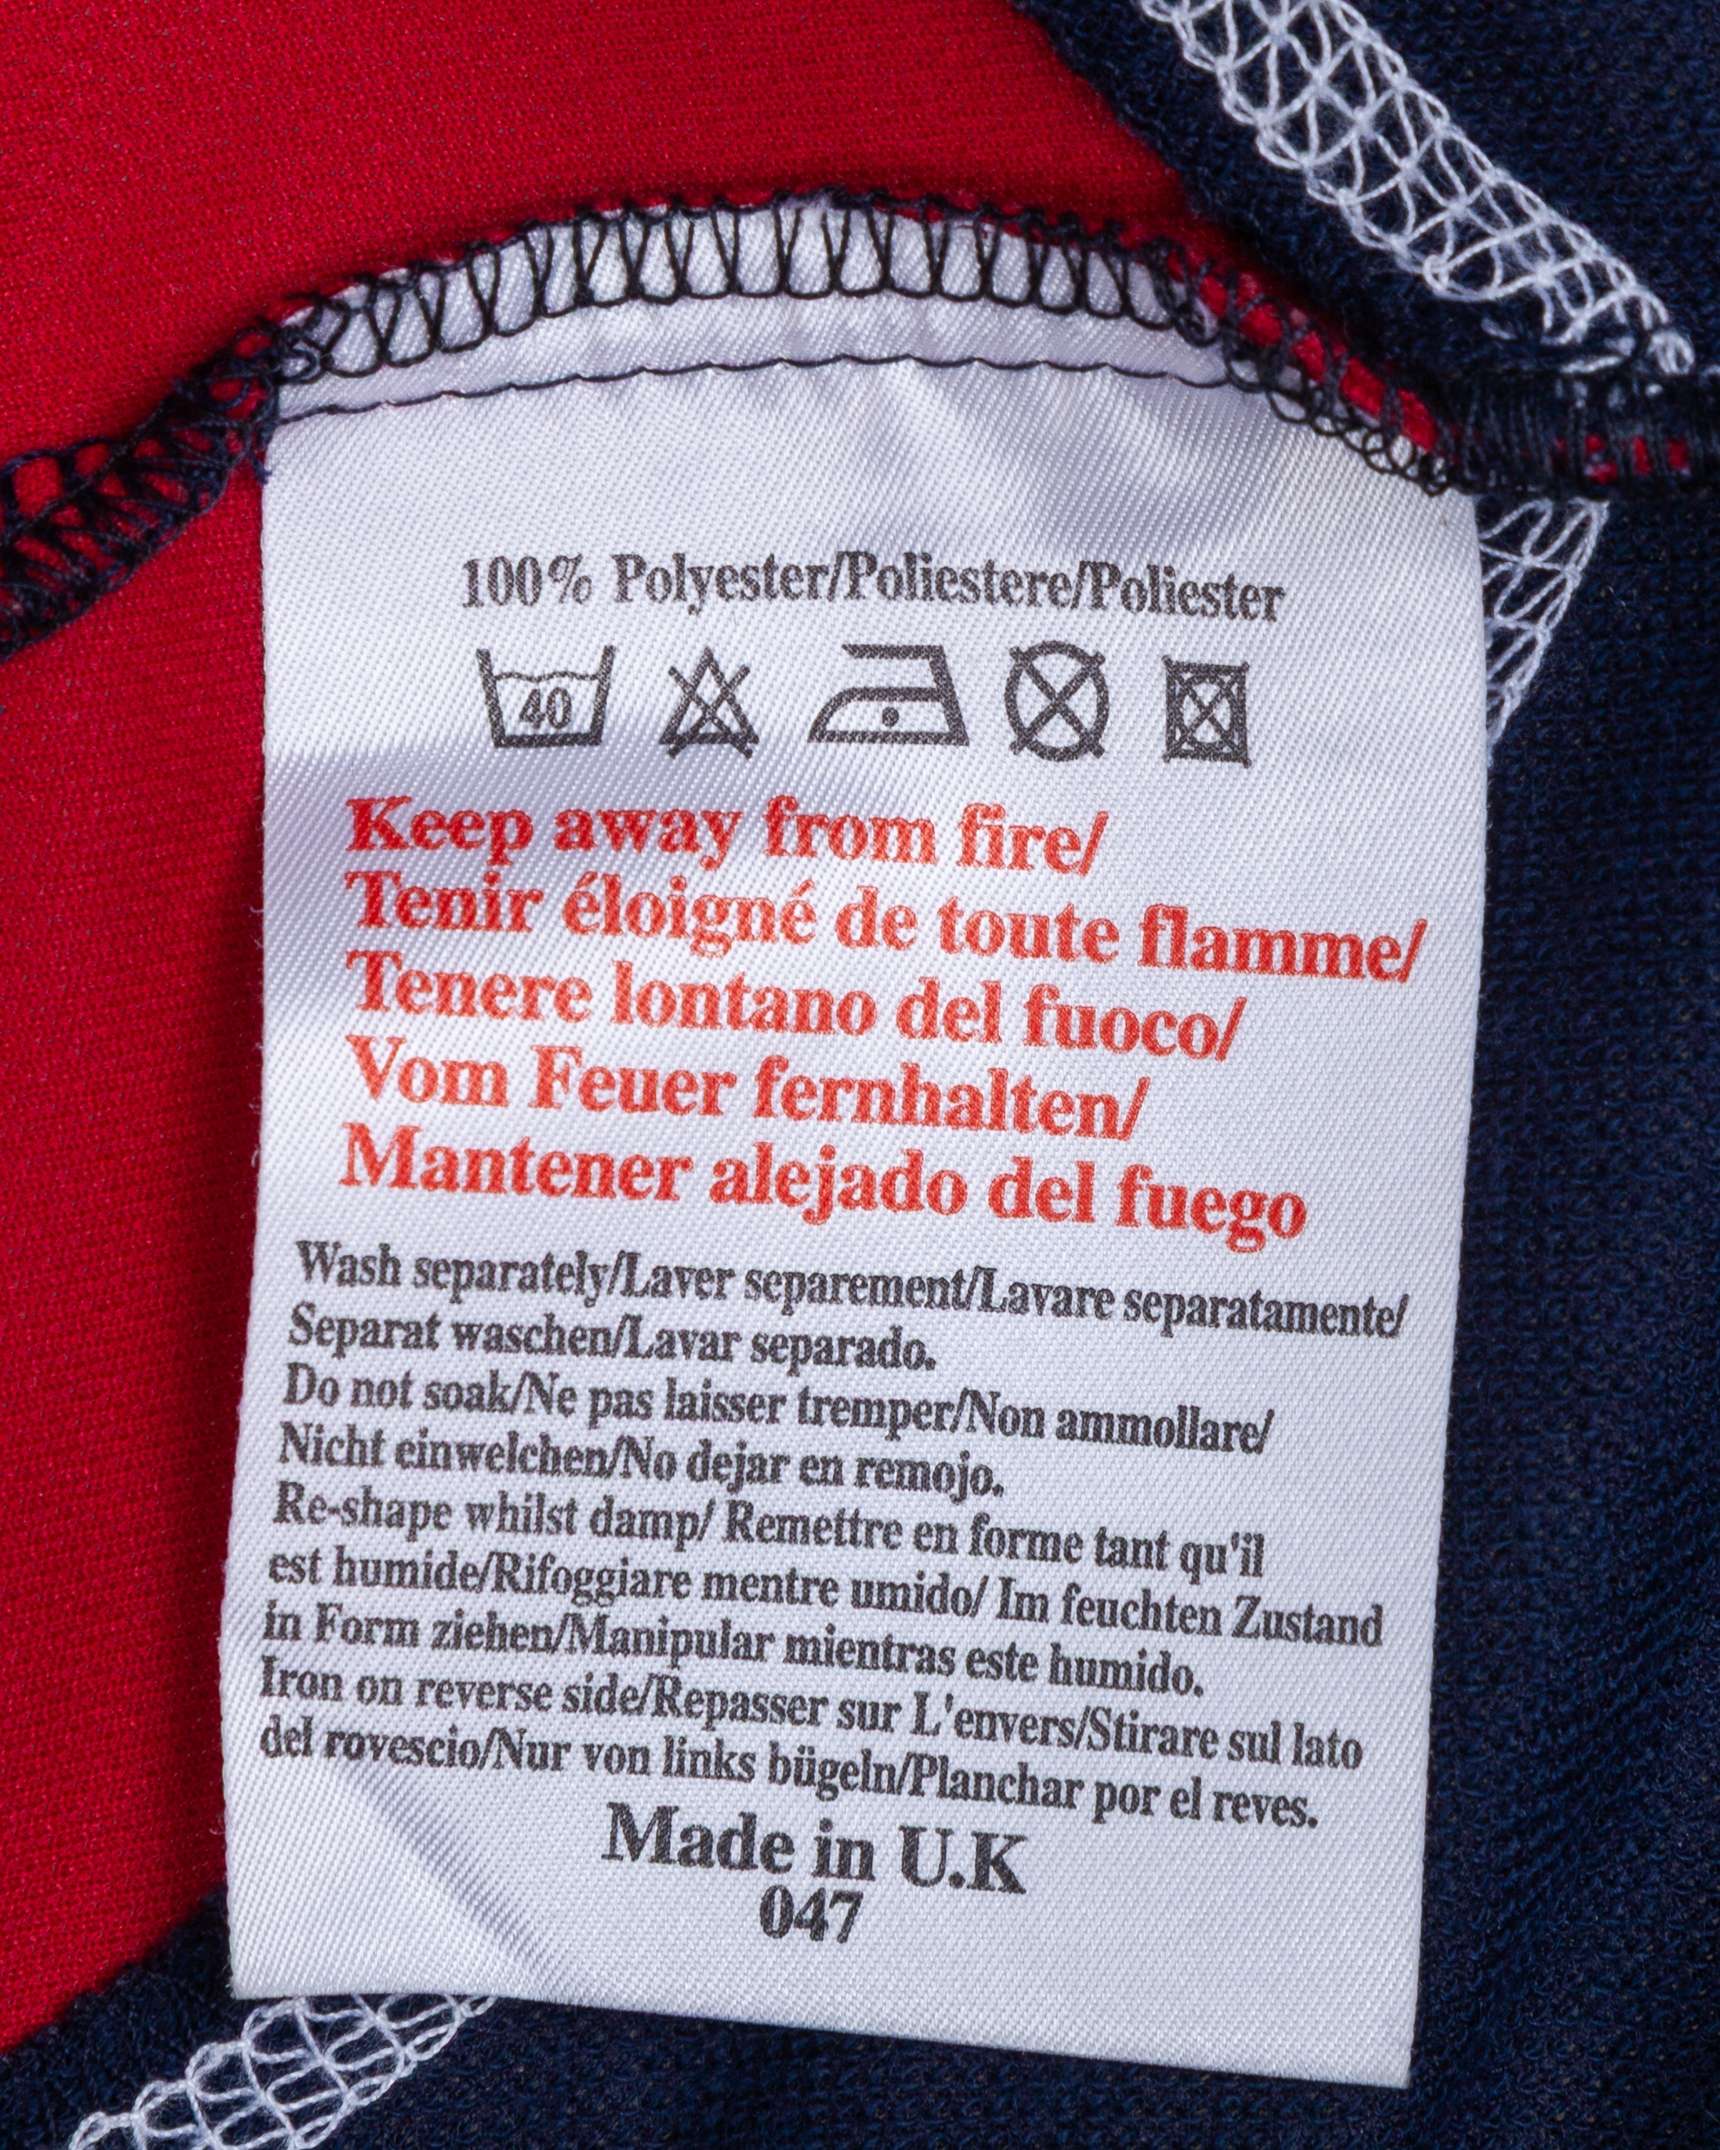 100% Polyester/Poliestere/Poliester
40
Keep away from fire/
Tenir éloigné de toute flamme/
Tenere lontano del fuoco/
Vom Feuer fernhalten/
Mantener alejado del fuego
Wash separately/Laver separement/Lavare separatamente/
Separat waschen/Lavar separado.
Do not soak/Ne pas laisser tremper/Non ammollare/
Nicht einwelchen/No dejar en remojo.
Re-shape whilst damp/ Remettre en forme tant qu'il
est humide/Rifoggiare mentre umido/ Im feuchten Zustand
in Form ziehen/Manipular mientras este humido.
Iron on reverse side/Repasser sur L'envers/Stirare sul lato
del rovescio/Nur von links bügeln/Planchar por el reves.
Made in U.K
047